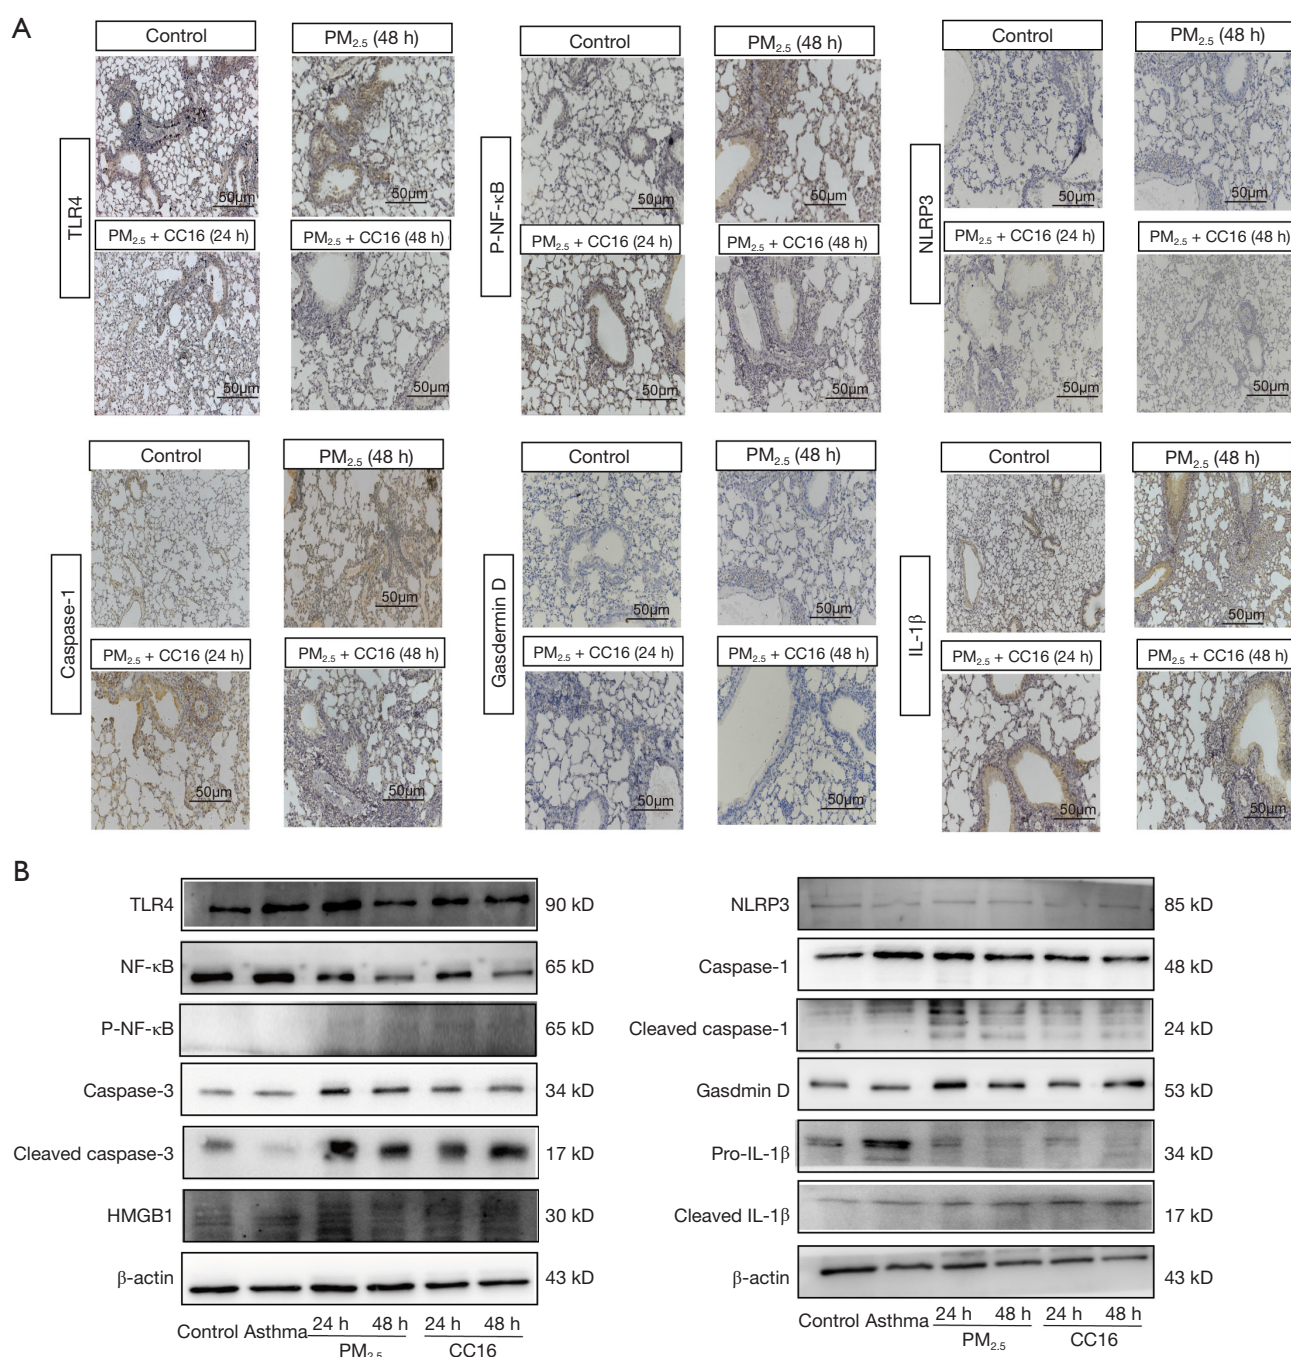 A
Control
PM2.5 (48 h)
Control
PM2.5 (48 h)
Control
PM2.5 (48 h)
TLR4
P-NF-κB
NLRP3
50μm
50μm
50μm
50μm
50μm
50μm
PM2.5 + CC16 (24 h)
PM2.5 + CC16 (48 h)
PM2.5 + CC16 (24 h)
PM2.5 + CC16 (48 h)
PM2.5 + CC16 (24 h)
PM2.5 + CC16 (48 h)
50μm
50μm
50μm
50μm
50μm
50μm
Control
PM2.5 (48 h)
Control
PM2.5 (48 h)
Control
PM2.5 (48 h)
Caspase-1
Gasdermin D
IL-1β
50μm
50μm
50μm
50μm
50μm
50μm
PM2.5 + CC16 (24 h)
PM2.5 + CC16 (48 h)
PM2.5 + CC16 (24 h)
PM2.5 + CC16 (48 h)
PM2.5 + CC16 (24 h)
PM2.5 + CC16 (48 h)
50μm
50μm
50μm
50μm
50μm
50μm
B
TLR4 90 kD
NF-κB 65 kD
P-NF-κB 65 kD
Caspase-3 34 kD
Cleaved caspase-3 17 kD
HMGB1 30 kD
β-actin 43 kD
Control Asthma 24 h 48 h 24 h 48 h
PM2.5 CC16
NLRP3 85 kD
Caspase-1 48 kD
Cleaved caspase-1 24 kD
Gasdmin D 53 kD
Pro-IL-1β 34 kD
Cleaved IL-1β 17 kD
β-actin 43 kD
Control Asthma 24 h 48 h 24 h 48 h
PM2.5 CC16